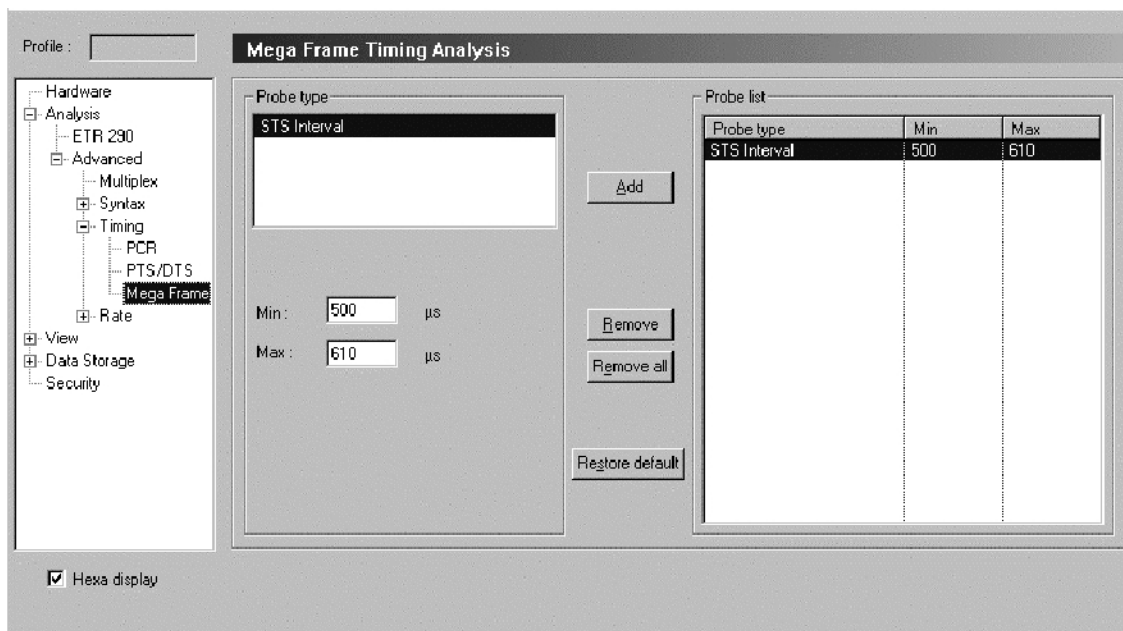 Profile :
Mega Frame Timing Analysis
Hardware
Analysis
ETR 290
Advanced
Multiplex
Syntax
Timing
PCR
PTS/DTS
Mega Frame
Rate
View
Data Storage
Security
Probe type
STS Interval
Min : 500 µs
Max : 610 µs
Add
Remove
Remove all
Restore default
Probe list
Probe type Min Max
STS Interval 500 610
Hexa display